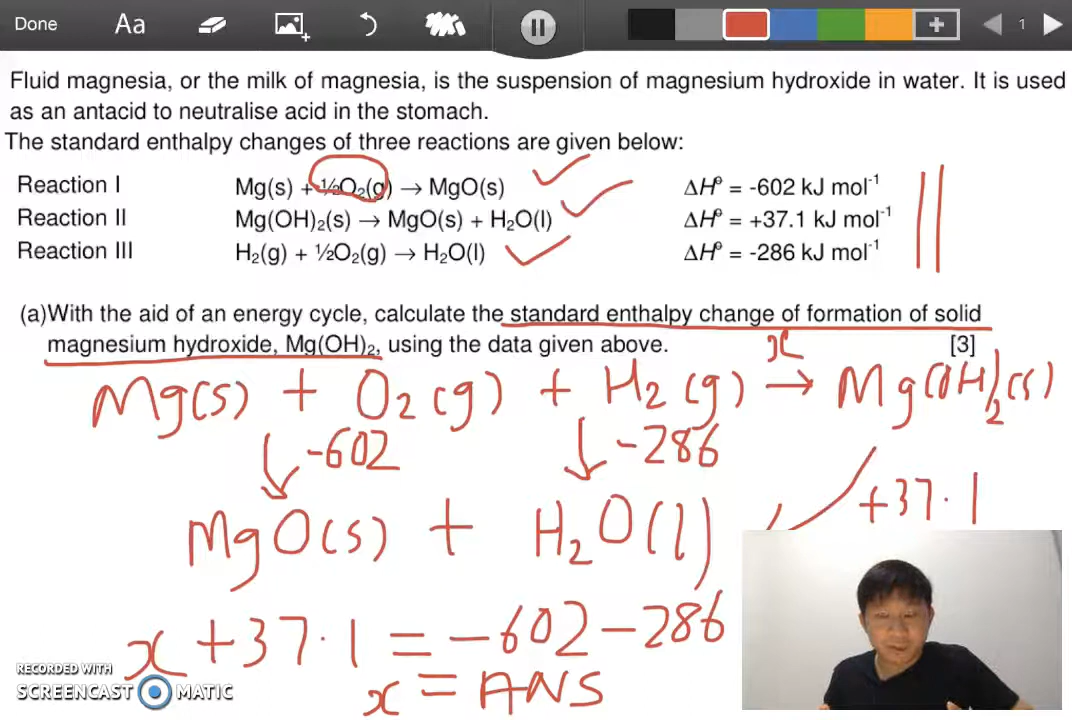 Done Aa 1
Fluid magnesia, or the milk of magnesia, is the suspension of magnesium hydroxide in water. It is used
as an antacid to neutralise acid in the stomach.
The standard enthalpy changes of three reactions are given below:
Reaction I Mg(s) + ½O₂(g) → MgO(s) ΔHᶱ = -602 kJ mol⁻¹
Reaction II Mg(OH)₂(s) → MgO(s) + H₂O(l) ΔHᶱ = +37.1 kJ mol⁻¹
Reaction III H₂(g) + ½O₂(g) → H₂O(l) ΔHᶱ = -286 kJ mol⁻¹
(a)With the aid of an energy cycle, calculate the standard enthalpy change of formation of solid
magnesium hydroxide, Mg(OH)₂, using the data given above. [3]
x
Mg(s) + O₂(g) + H₂(g) → Mg(OH)₂(s)
-602 -286
+37.1
MgO(s) + H₂O(l)
x + 37.1 = -602 - 286
x = ANS
RECORDED WITH
SCREENCAST MATIC